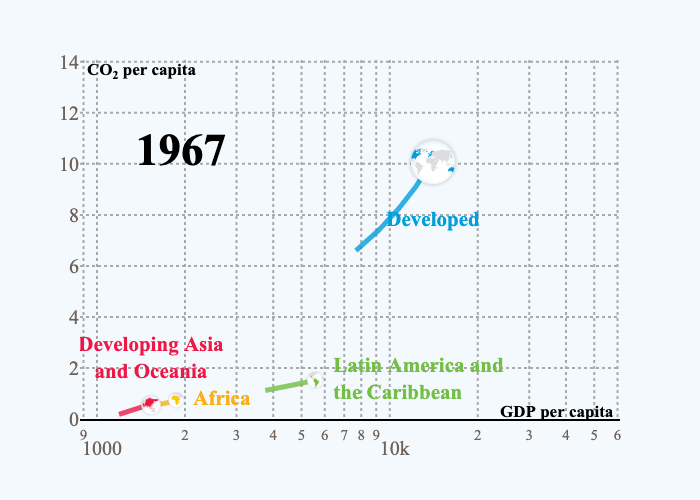 14
CO2 per capita
12
1967
10
8
Developed
6
4
Developing Asia
and Oceania
2
Latin America and
the Caribbean
Africa
0
GDP per capita
9 2 3 4 5 6 7 8 9 2 3 4 5 6
1000 10k